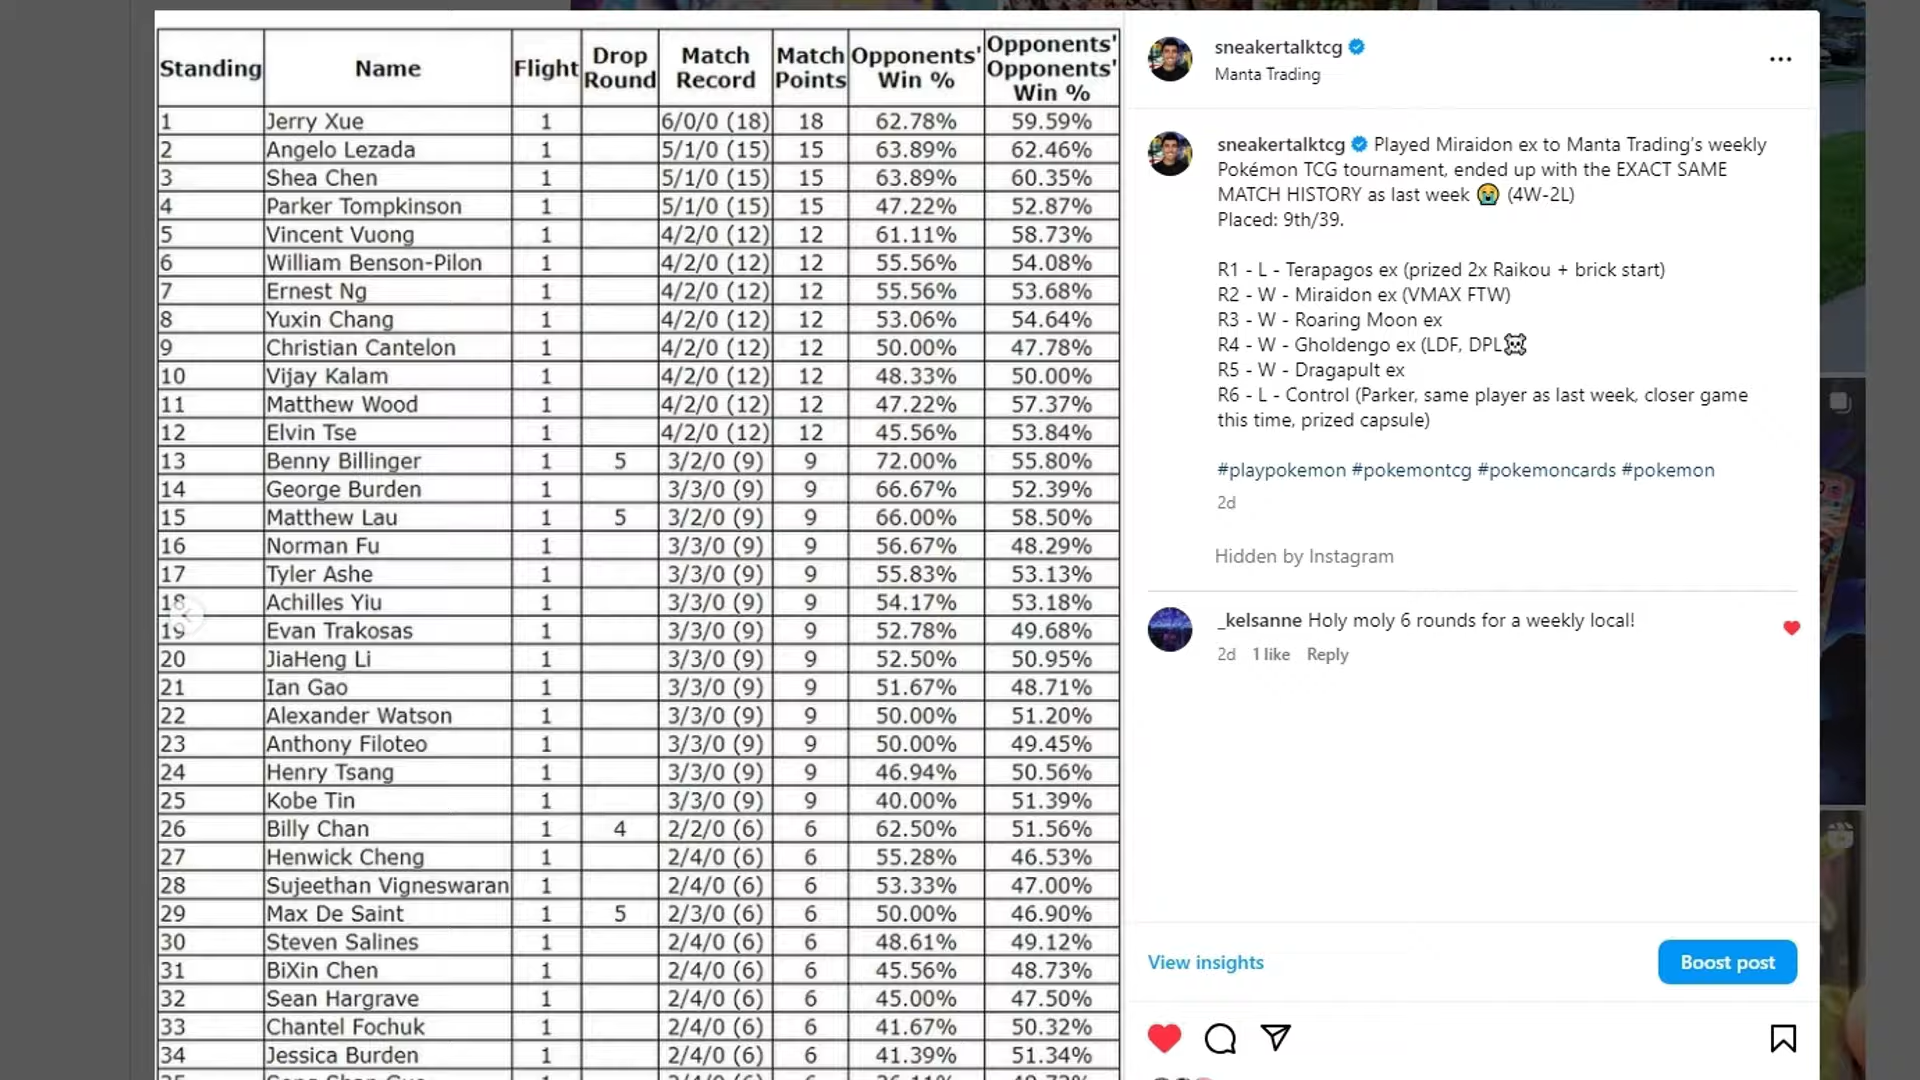 Standing Name Flight Drop Round Match Record Match Points Opponents' Win % Opponents' Opponents' Win %
1 Jerry Xue 1 6/0/0 (18) 18 62.78% 59.59%
2 Angelo Lezada 1 5/1/0 (15) 15 63.89% 62.46%
3 Shea Chen 1 5/1/0 (15) 15 63.89% 60.35%
4 Parker Tompkinson 1 5/1/0 (15) 15 47.22% 52.87%
5 Vincent Vuong 1 4/2/0 (12) 12 61.11% 58.73%
6 William Benson-Pilon 1 4/2/0 (12) 12 55.56% 54.08%
7 Ernest Ng 1 4/2/0 (12) 12 55.56% 53.68%
8 Yuxin Chang 1 4/2/0 (12) 12 53.06% 54.64%
9 Christian Cantelon 1 4/2/0 (12) 12 50.00% 47.78%
10 Vijay Kalam 1 4/2/0 (12) 12 48.33% 50.00%
11 Matthew Wood 1 4/2/0 (12) 12 47.22% 57.37%
12 Elvin Tse 1 4/2/0 (12) 12 45.56% 53.84%
13 Benny Billinger 1 5 3/2/0 (9) 9 72.00% 55.80%
14 George Burden 1 3/3/0 (9) 9 66.67% 52.39%
15 Matthew Lau 1 5 3/2/0 (9) 9 66.00% 58.50%
16 Norman Fu 1 3/3/0 (9) 9 56.67% 48.29%
17 Tyler Ashe 1 3/3/0 (9) 9 55.83% 53.13%
18 Achilles Yiu 1 3/3/0 (9) 9 54.17% 53.18%
19 Evan Trakosas 1 3/3/0 (9) 9 52.78% 49.68%
20 JiaHeng Li 1 3/3/0 (9) 9 52.50% 50.95%
21 Ian Gao 1 3/3/0 (9) 9 51.67% 48.71%
22 Alexander Watson 1 3/3/0 (9) 9 50.00% 51.20%
23 Anthony Filoteo 1 3/3/0 (9) 9 50.00% 49.45%
24 Henry Tsang 1 3/3/0 (9) 9 46.94% 50.56%
25 Kobe Tin 1 3/3/0 (9) 9 40.00% 51.39%
26 Billy Chan 1 4 2/2/0 (6) 6 62.50% 51.56%
27 Henwick Cheng 1 2/4/0 (6) 6 55.28% 46.53%
28 Sujeethan Vigneswaran 1 2/4/0 (6) 6 53.33% 47.00%
29 Max De Saint 1 5 2/3/0 (6) 6 50.00% 46.90%
30 Steven Salines 1 2/4/0 (6) 6 48.61% 49.12%
31 BiXin Chen 1 2/4/0 (6) 6 45.56% 48.73%
32 Sean Hargrave 1 2/4/0 (6) 6 45.00% 47.50%
33 Chantel Fochuk 1 2/4/0 (6) 6 41.67% 50.32%
34 Jessica Burden 1 2/4/0 (6) 6 41.39% 51.34%
sneakertalktcg
Manta Trading
sneakertalktcg Played Miraidon ex to Manta Trading's weekly
Pokémon TCG tournament, ended up with the EXACT SAME
MATCH HISTORY as last week 😭 (4W-2L)
Placed: 9th/39.
R1 - L - Terapagos ex (prized 2x Raikou + brick start)
R2 - W - Miraidon ex (VMAX FTW)
R3 - W - Roaring Moon ex
R4 - W - Gholdengo ex (LDF, DPL☠
R5 - W - Dragapult ex
R6 - L - Control (Parker, same player as last week, closer game
this time, prized capsule)
#playpokemon #pokemontcg #pokemoncards #pokemon
2d
Hidden by Instagram
_kelsanne Holy moly 6 rounds for a weekly local!
2d 1 like Reply
View insights
Boost post